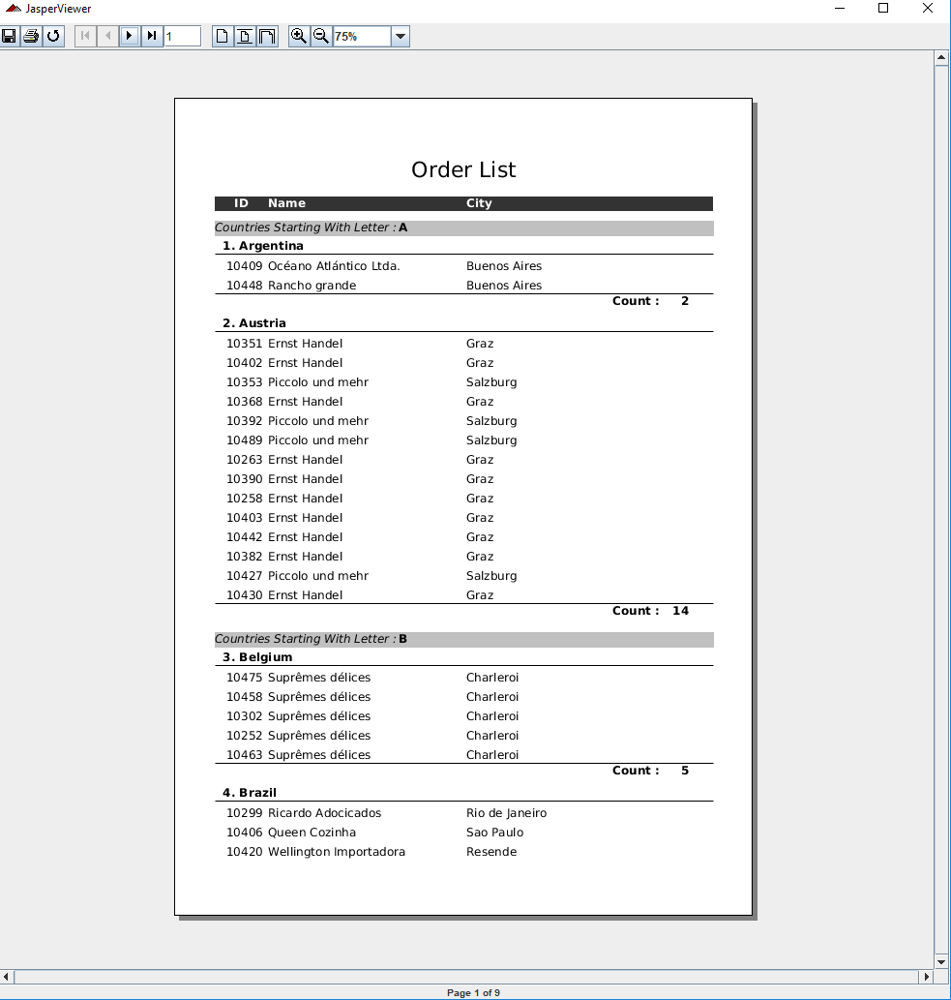 JasperViewer
1
75%
Order List
ID Name City
Countries Starting With Letter : A
1. Argentina
10409 Océano Atlántico Ltda. Buenos Aires
10448 Rancho grande Buenos Aires
Count : 2
2. Austria
10351 Ernst Handel Graz
10402 Ernst Handel Graz
10353 Piccolo und mehr Salzburg
10368 Ernst Handel Graz
10392 Piccolo und mehr Salzburg
10489 Piccolo und mehr Salzburg
10263 Ernst Handel Graz
10390 Ernst Handel Graz
10258 Ernst Handel Graz
10403 Ernst Handel Graz
10442 Ernst Handel Graz
10382 Ernst Handel Graz
10427 Piccolo und mehr Salzburg
10430 Ernst Handel Graz
Count : 14
Countries Starting With Letter : B
3. Belgium
10475 Suprêmes délices Charleroi
10458 Suprêmes délices Charleroi
10302 Suprêmes délices Charleroi
10252 Suprêmes délices Charleroi
10463 Suprêmes délices Charleroi
Count : 5
4. Brazil
10299 Ricardo Adocicados Rio de Janeiro
10406 Queen Cozinha Sao Paulo
10420 Wellington Importadora Resende
Page 1 of 9